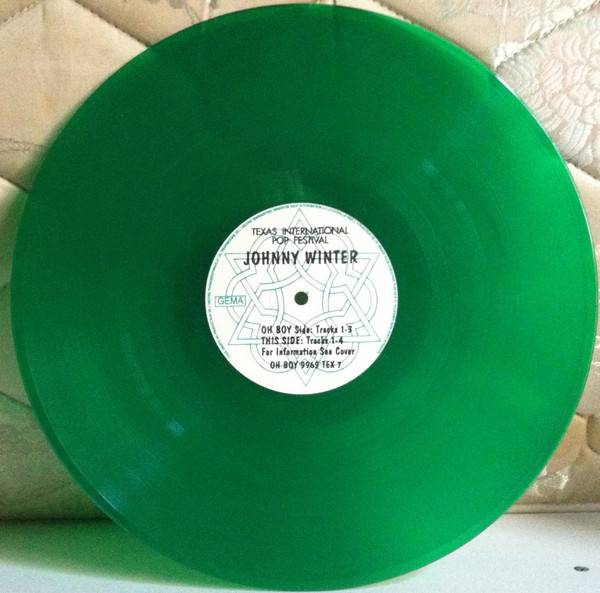 TEXAS INTERNATIONAL
POP FESTIVAL
JOHNNY WINTER
GEMA
OH BOY Side: Tracks 1-3
THIS SIDE: Tracks 1-4
For Information See Cover
OH BOY 9969 TEX 7